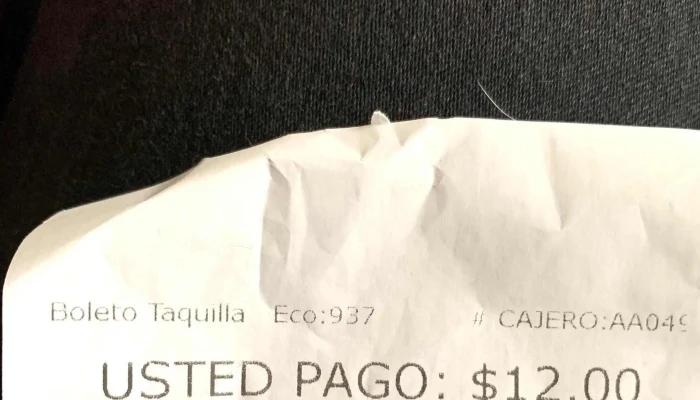 Boleto Taquilla Eco:937 # CAJERO:AA049
USTED PAGO: $12.00